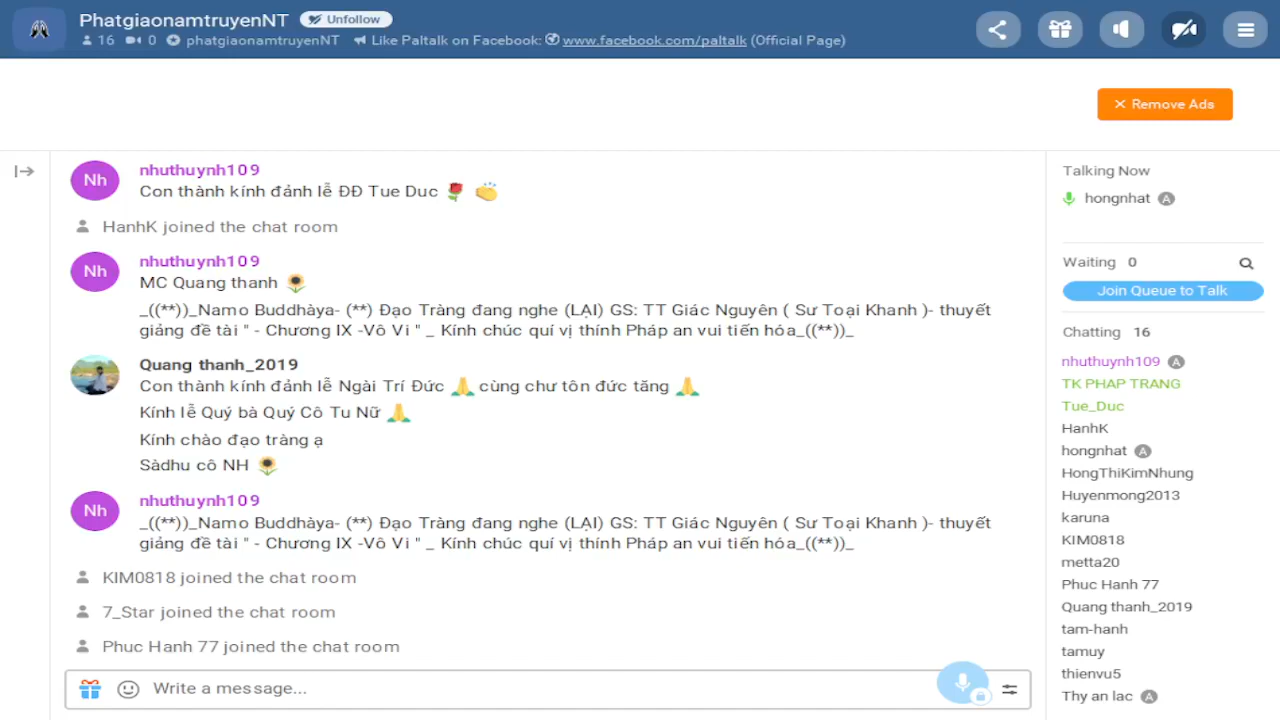 PhatgiaonamtruyenNT Unfollow
16 0 phatgiaonamtruyenNT Like Paltalk on Facebook: www.facebook.com/paltalk (Official Page)
Remove Ads
Nh nhuthuynh109
Con thành kính đảnh lễ ĐĐ Tue Duc
HanhK joined the chat room
Nh nhuthuynh109
MC Quang thanh
_((**))_Namo Buddhàya- (**) Đạo Tràng đang nghe (LẠI) GS: TT Giác Nguyên ( Sư Toại Khanh )- thuyết
giảng đề tài " - Chương IX -Vô Vi " _ Kính chúc quí vị thính Pháp an vui tiến hóa_((**))_
Quang thanh_2019
Con thành kính đảnh lễ Ngài Trí Đức cùng chư tôn đức tăng
Kính lễ Quý bà Quý Cô Tu Nữ
Kính chào đạo tràng ạ
Sàdhu cô NH
Nh nhuthuynh109
_((**))_Namo Buddhàya- (**) Đạo Tràng đang nghe (LẠI) GS: TT Giác Nguyên ( Sư Toại Khanh )- thuyết
giảng đề tài " - Chương IX -Vô Vi " _ Kính chúc quí vị thính Pháp an vui tiến hóa_((**))_
KIM0818 joined the chat room
7_Star joined the chat room
Phuc Hanh 77 joined the chat room
Write a message...
Talking Now
hongnhat A
Waiting 0
Join Queue to Talk
Chatting 16
nhuthuynh109 A
TK PHAP TRANG
Tue_Duc
HanhK
hongnhat A
HongThiKimNhung
Huyenmong2013
karuna
KIM0818
metta20
Phuc Hanh 77
Quang thanh_2019
tam-hanh
tamuy
thienvu5
Thy an lac A